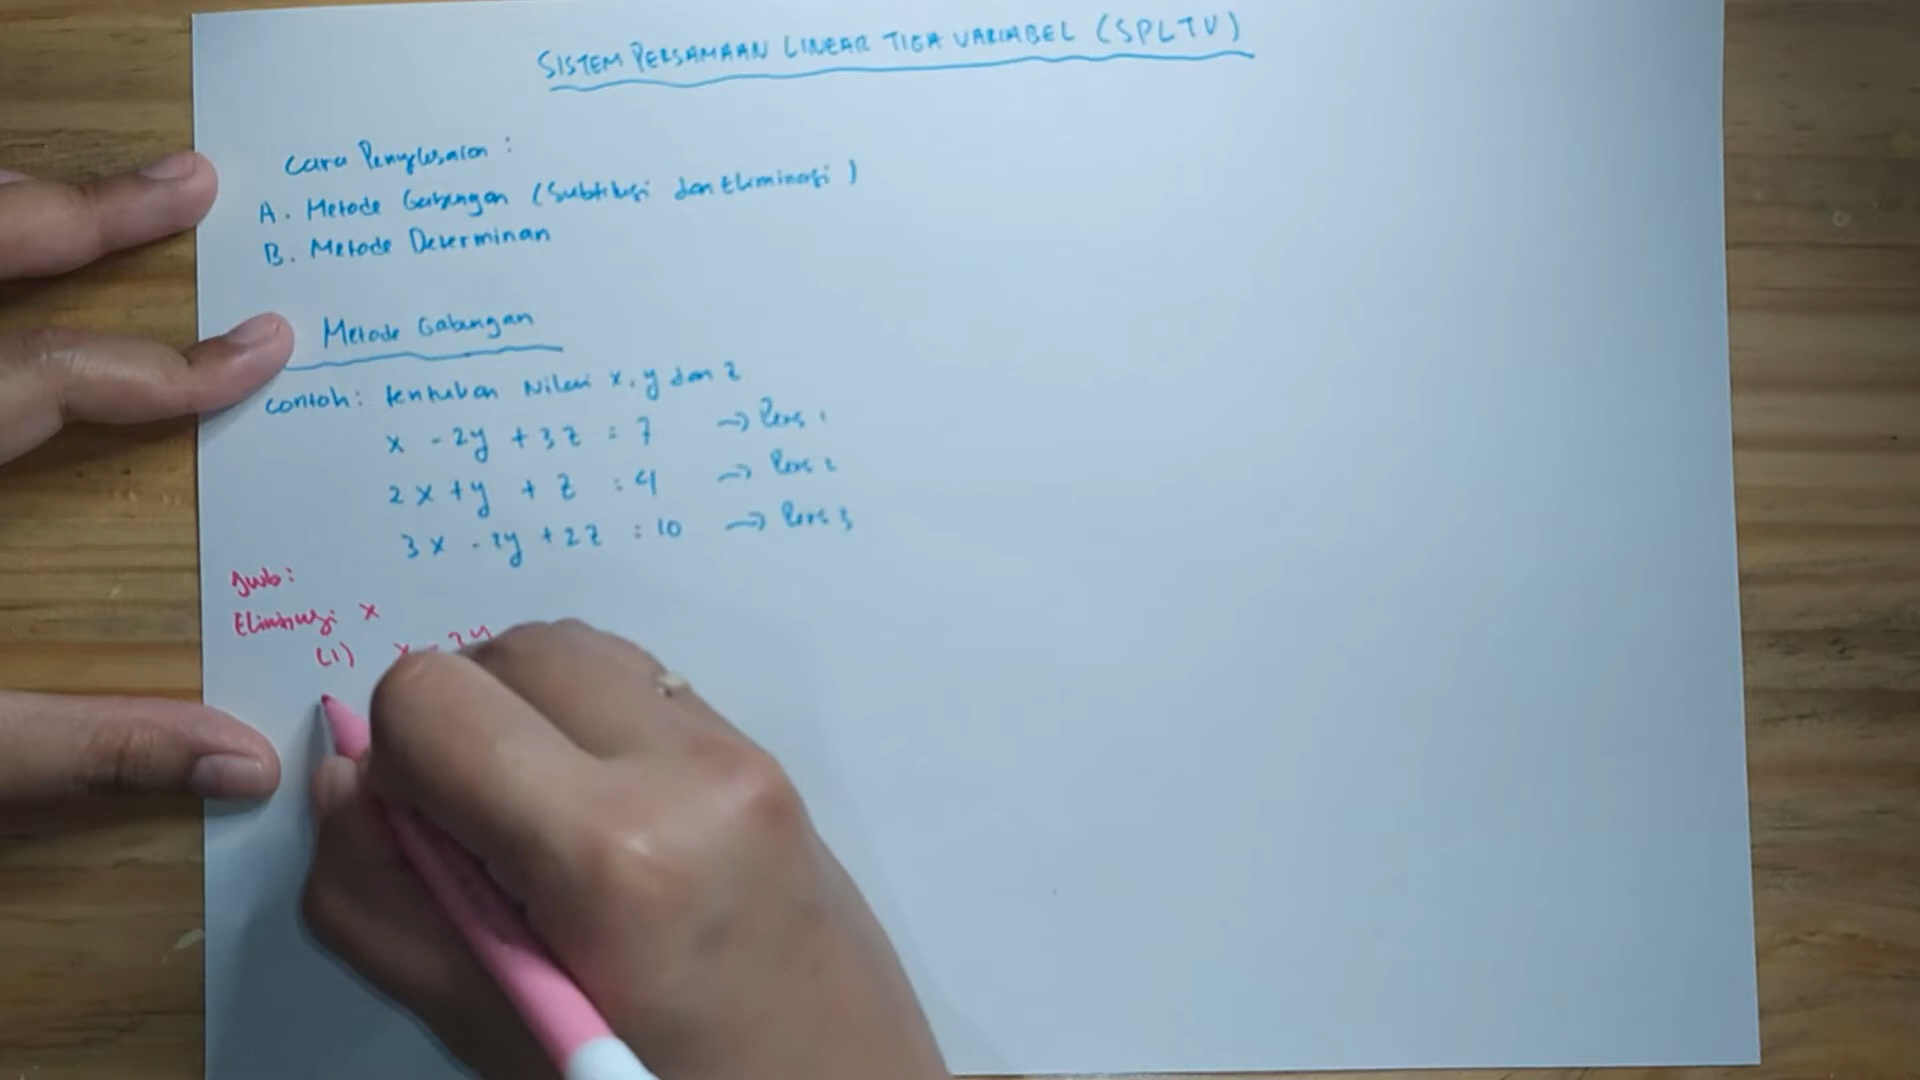 SISTEM PERSAMAAN LINEAR TIGA VARIABEL (SPLTV)
Cara Penyelesaian :
A. Metode Gabungan (Subtitusi dan Eliminasi)
B. Metode Determinan
Metode Gabungan
Contoh: tentukan Nilai x, y dan z
x - 2y + 3z = 7 → Pers 1
2x + y + z = 4 → Pers 2
3x - 2y + 2z = 10 → Pers 3
Jwb:
Eliminasi x
(1) x - 2y